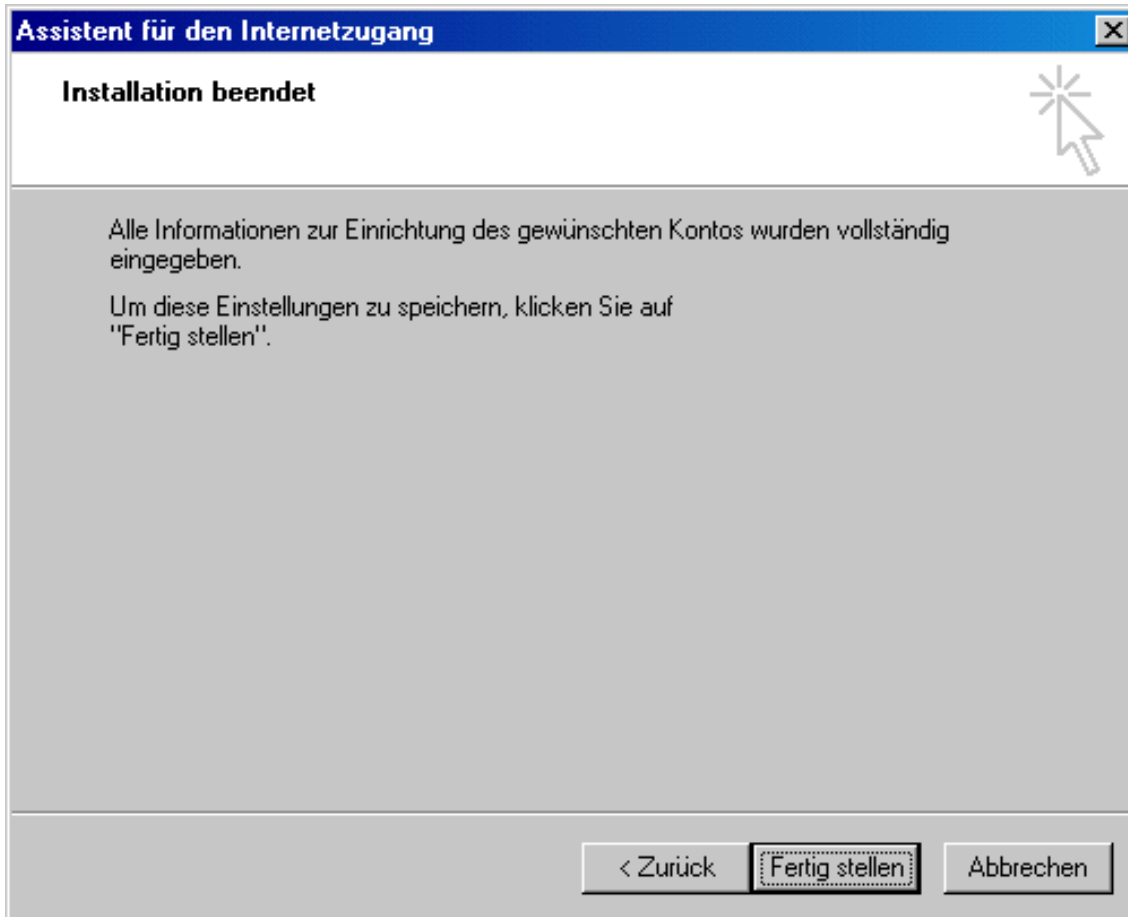 Assistent für den Internetzugang
Installation beendet
Alle Informationen zur Einrichtung des gewünschten Kontos wurden vollständig
eingegeben.
Um diese Einstellungen zu speichern, klicken Sie auf
"Fertig stellen".
< Zurück Fertig stellen Abbrechen